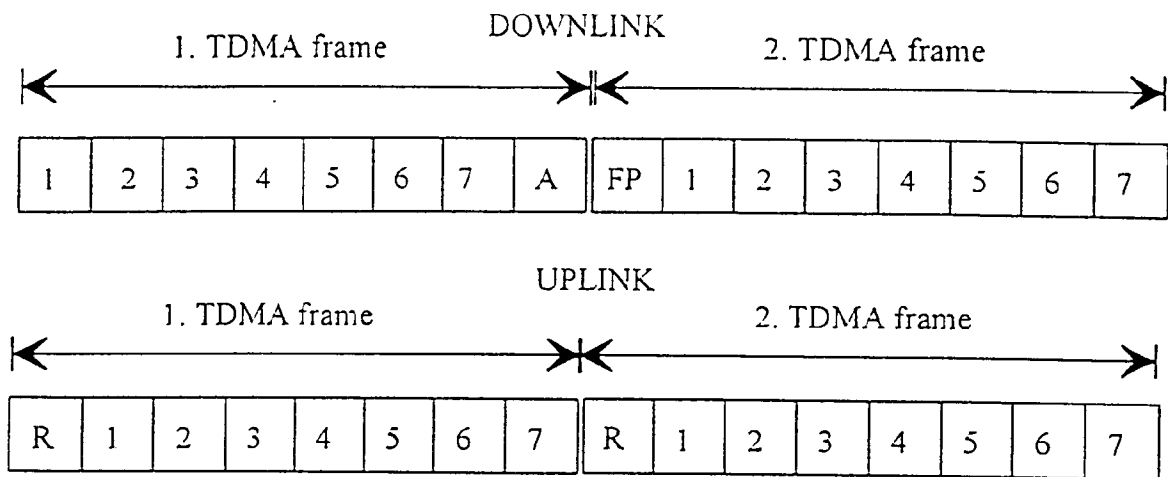 DOWNLINK
1. TDMA frame 2. TDMA frame
1 2 3 4 5 6 7 A FP 1 2 3 4 5 6 7
UPLINK
1. TDMA frame 2. TDMA frame
R 1 2 3 4 5 6 7 R 1 2 3 4 5 6 7